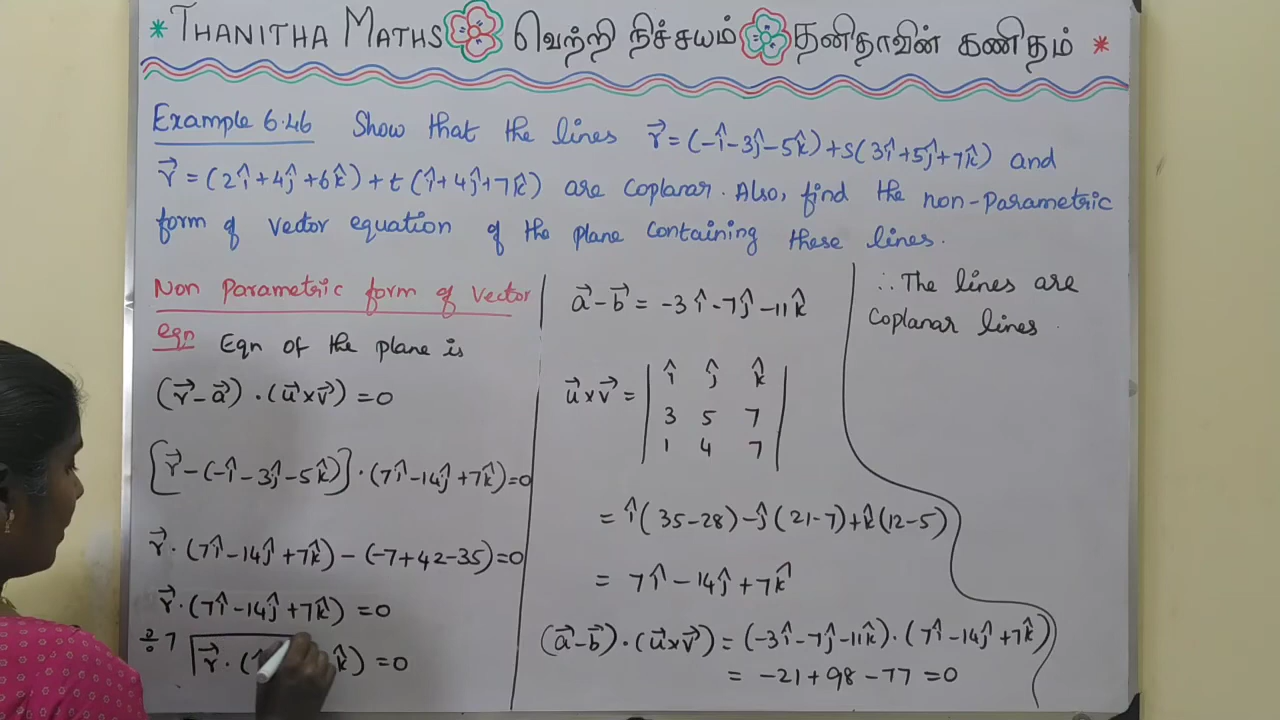 * THANITHA MATHS வெற்றி நிச்சயம் தனிதாவின் கணிதம் *
Example 6.46 Show that the lines r⃗ = (-î-3ĵ-5k̂)+s(3î+5ĵ+7k̂) and
r⃗ = (2î+4ĵ+6k̂)+t(î+4ĵ+7k̂) are coplanar. Also, find the non-parametric
form of vector equation of the plane containing these lines.
Non Parametric form of vector
eqn Eqn of the plane is
(r⃗-a⃗)·(u⃗×v⃗)=0
[r⃗-(-î-3ĵ-5k̂)]·(7î-14ĵ+7k̂)=0
r⃗·(7î-14ĵ+7k̂)-(-7+42-35)=0
r⃗·(7î-14ĵ+7k̂)=0
÷ 7 r⃗·( k̂)=0
a⃗-b⃗ = -3î-7ĵ-11k̂
u⃗×v⃗ = | î ĵ k̂ |
3 5 7
1 4 7
= î(35-28)-ĵ(21-7)+k̂(12-5)
= 7î-14ĵ+7k̂
(a⃗-b⃗)·(u⃗×v⃗) = (-3î-7ĵ-11k̂)·(7î-14ĵ+7k̂)
= -21+98-77=0
∴ The lines are
coplanar lines.